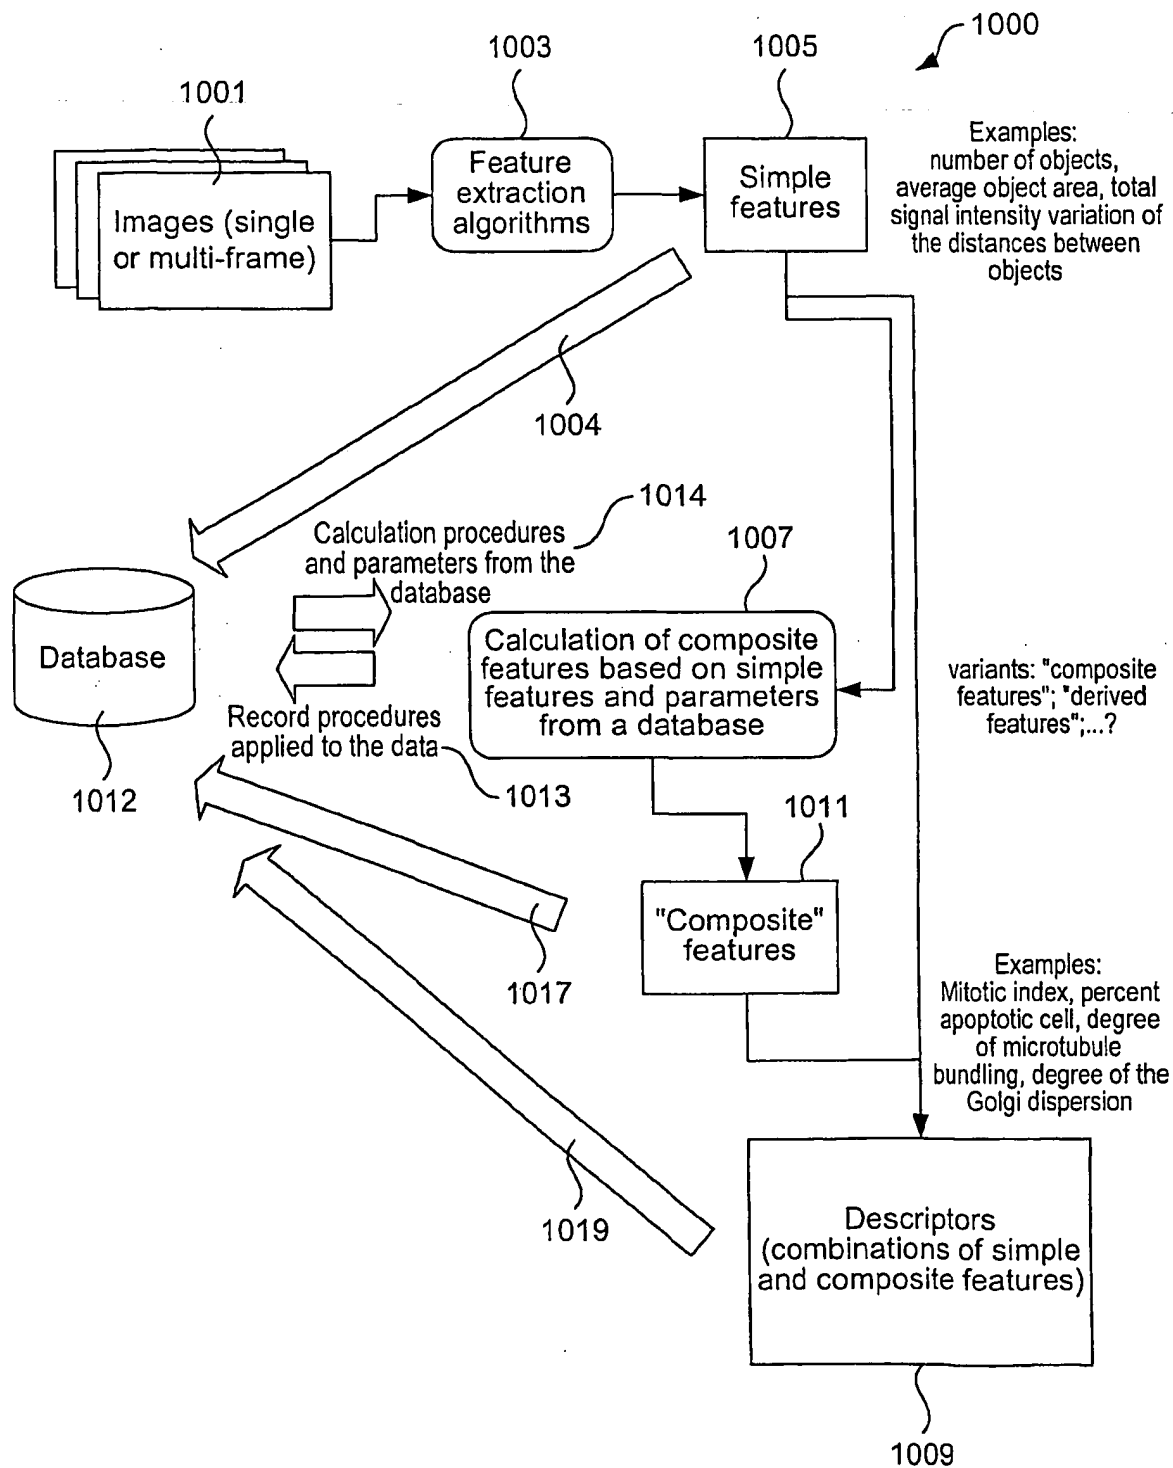 1000
1003
1005
1001
Examples:
number of objects,
average object area, total
signal intensity variation of
the distances between
objects
Feature
extraction
algorithms
Simple
features
Images (single
or multi-frame)
1004
1014
Calculation procedures
and parameters from the
database
1007
Database
Calculation of composite
features based on simple
features and parameters
from a database
variants: "composite
features"; "derived
features";...?
Record procedures
applied to the data
1013
1012
1011
"Composite"
features
1017
Examples:
Mitotic index, percent
apoptotic cell, degree
of microtubule
bundling, degree of the
Golgi dispersion
1019
Descriptors
(combinations of simple
and composite features)
1009